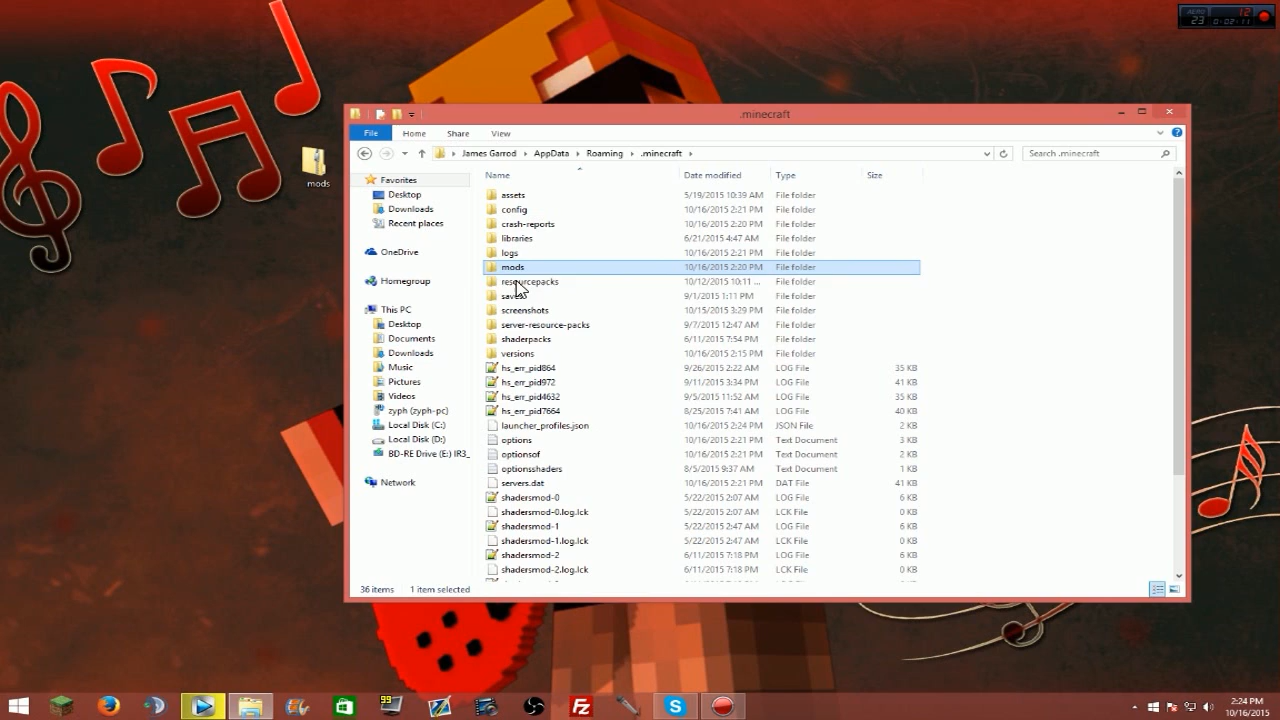 AERO 12
23 0:02:11
mods
.minecraft
File Home Share View
James Garrod AppData Roaming .minecraft Search .minecraft
Favorites
Desktop
Downloads
Recent places
OneDrive
Homegroup
This PC
Desktop
Documents
Downloads
Music
Pictures
Videos
zyph (zyph-pc)
Local Disk (C:)
Local Disk (D:)
BD-RE Drive (E:) IR3_
Network
Name Date modified Type Size
assets 5/19/2015 10:39 AM File folder
config 10/16/2015 2:21 PM File folder
crash-reports 10/16/2015 2:20 PM File folder
libraries 6/21/2015 4:47 AM File folder
logs 10/16/2015 2:21 PM File folder
mods 10/16/2015 2:20 PM File folder
resourcepacks 10/12/2015 10:11 ... File folder
saves 9/1/2015 1:11 PM File folder
screenshots 10/15/2015 3:29 PM File folder
server-resource-packs 9/7/2015 12:47 AM File folder
shaderpacks 6/11/2015 7:54 PM File folder
versions 10/16/2015 2:15 PM File folder
hs_err_pid864 9/26/2015 2:22 AM LOG File 35 KB
hs_err_pid972 9/11/2015 3:34 PM LOG File 41 KB
hs_err_pid4632 9/5/2015 11:52 AM LOG File 35 KB
hs_err_pid7664 8/25/2015 7:41 AM LOG File 40 KB
launcher_profiles.json 10/16/2015 2:24 PM JSON File 2 KB
options 10/16/2015 2:21 PM Text Document 3 KB
optionsof 10/16/2015 2:21 PM Text Document 2 KB
optionsshaders 8/5/2015 9:37 AM Text Document 1 KB
servers.dat 10/16/2015 2:21 PM DAT File 41 KB
shadersmod-0 5/22/2015 2:07 AM LOG File 6 KB
shadersmod-0.log.lck 5/22/2015 2:07 AM LCK File 0 KB
shadersmod-1 5/22/2015 2:47 AM LOG File 6 KB
shadersmod-1.log.lck 5/22/2015 2:47 AM LCK File 0 KB
shadersmod-2 6/11/2015 7:18 PM LOG File 6 KB
shadersmod-2.log.lck 6/11/2015 7:18 PM LCK File 0 KB
36 items 1 item selected
99
Fz
2:24 PM
10/16/2015